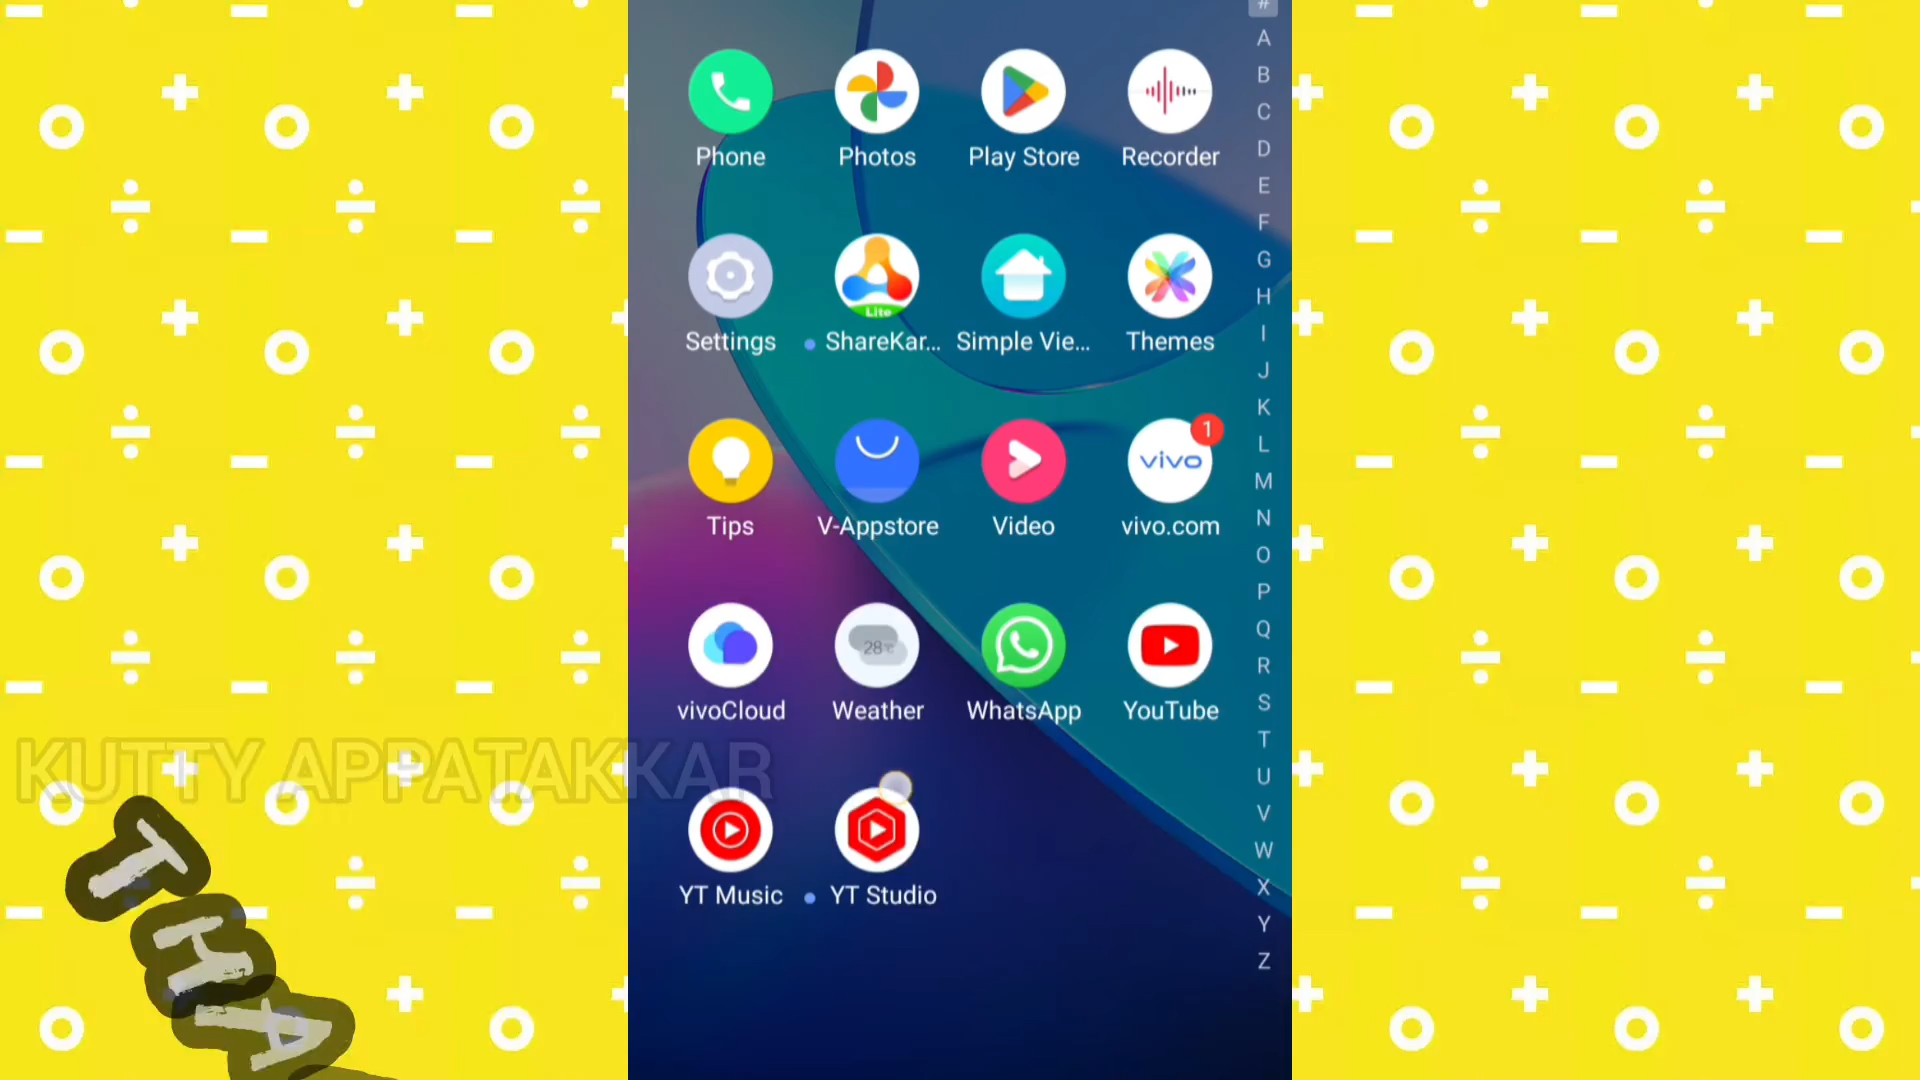 #
A
B
C
D
E
F
G
H
I
J
K
L
M
N
O
P
Q
R
S
T
U
V
W
X
Y
Z
Phone
Photos
Play Store
Recorder
Lite
Settings
ShareKar...
Simple Vie...
Themes
vivo
1
Tips
V-Appstore
Video
vivo.com
28℃
vivoCloud
Weather
WhatsApp
YouTube
KUTTY APPATAKKAR
YT Music
YT Studio
THA